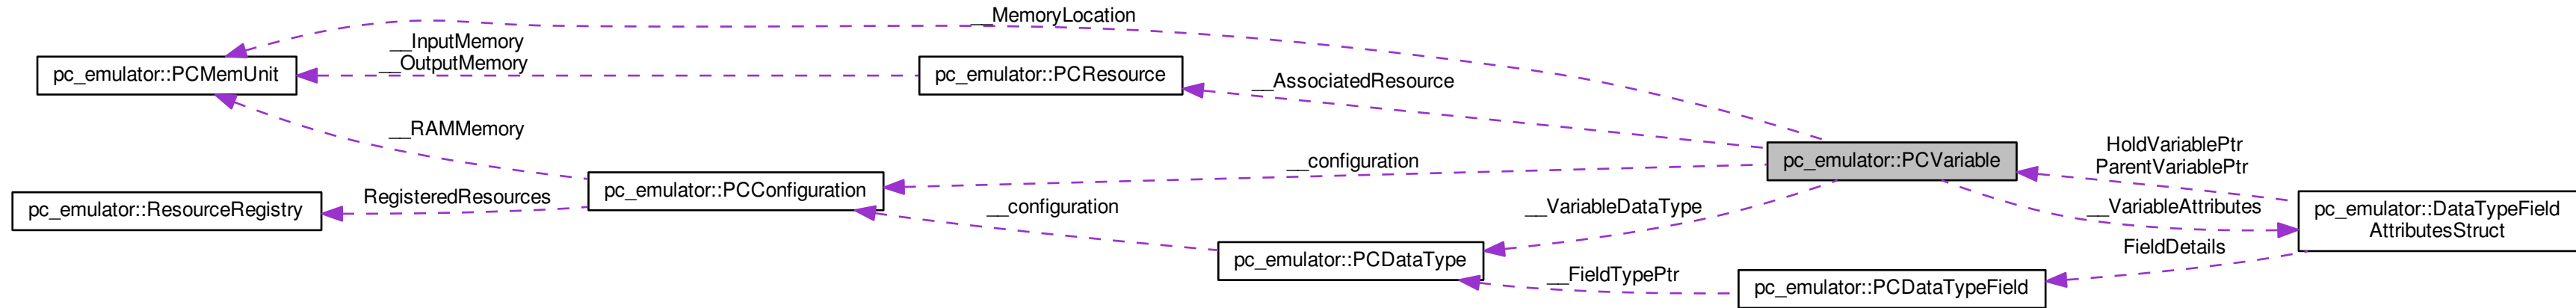 __MemoryLocation
__InputMemory
__OutputMemory
pc_emulator::PCMemUnit
pc_emulator::PCResource
__AssociatedResource
__RAMMemory
HoldVariablePtr
ParentVariablePtr
__configuration
pc_emulator::PCVariable
pc_emulator::PCConfiguration
RegisteredResources
pc_emulator::ResourceRegistry
__configuration
__VariableDataType
__VariableAttributes
pc_emulator::DataTypeField
AttributesStruct
FieldDetails
pc_emulator::PCDataType
__FieldTypePtr
pc_emulator::PCDataTypeField